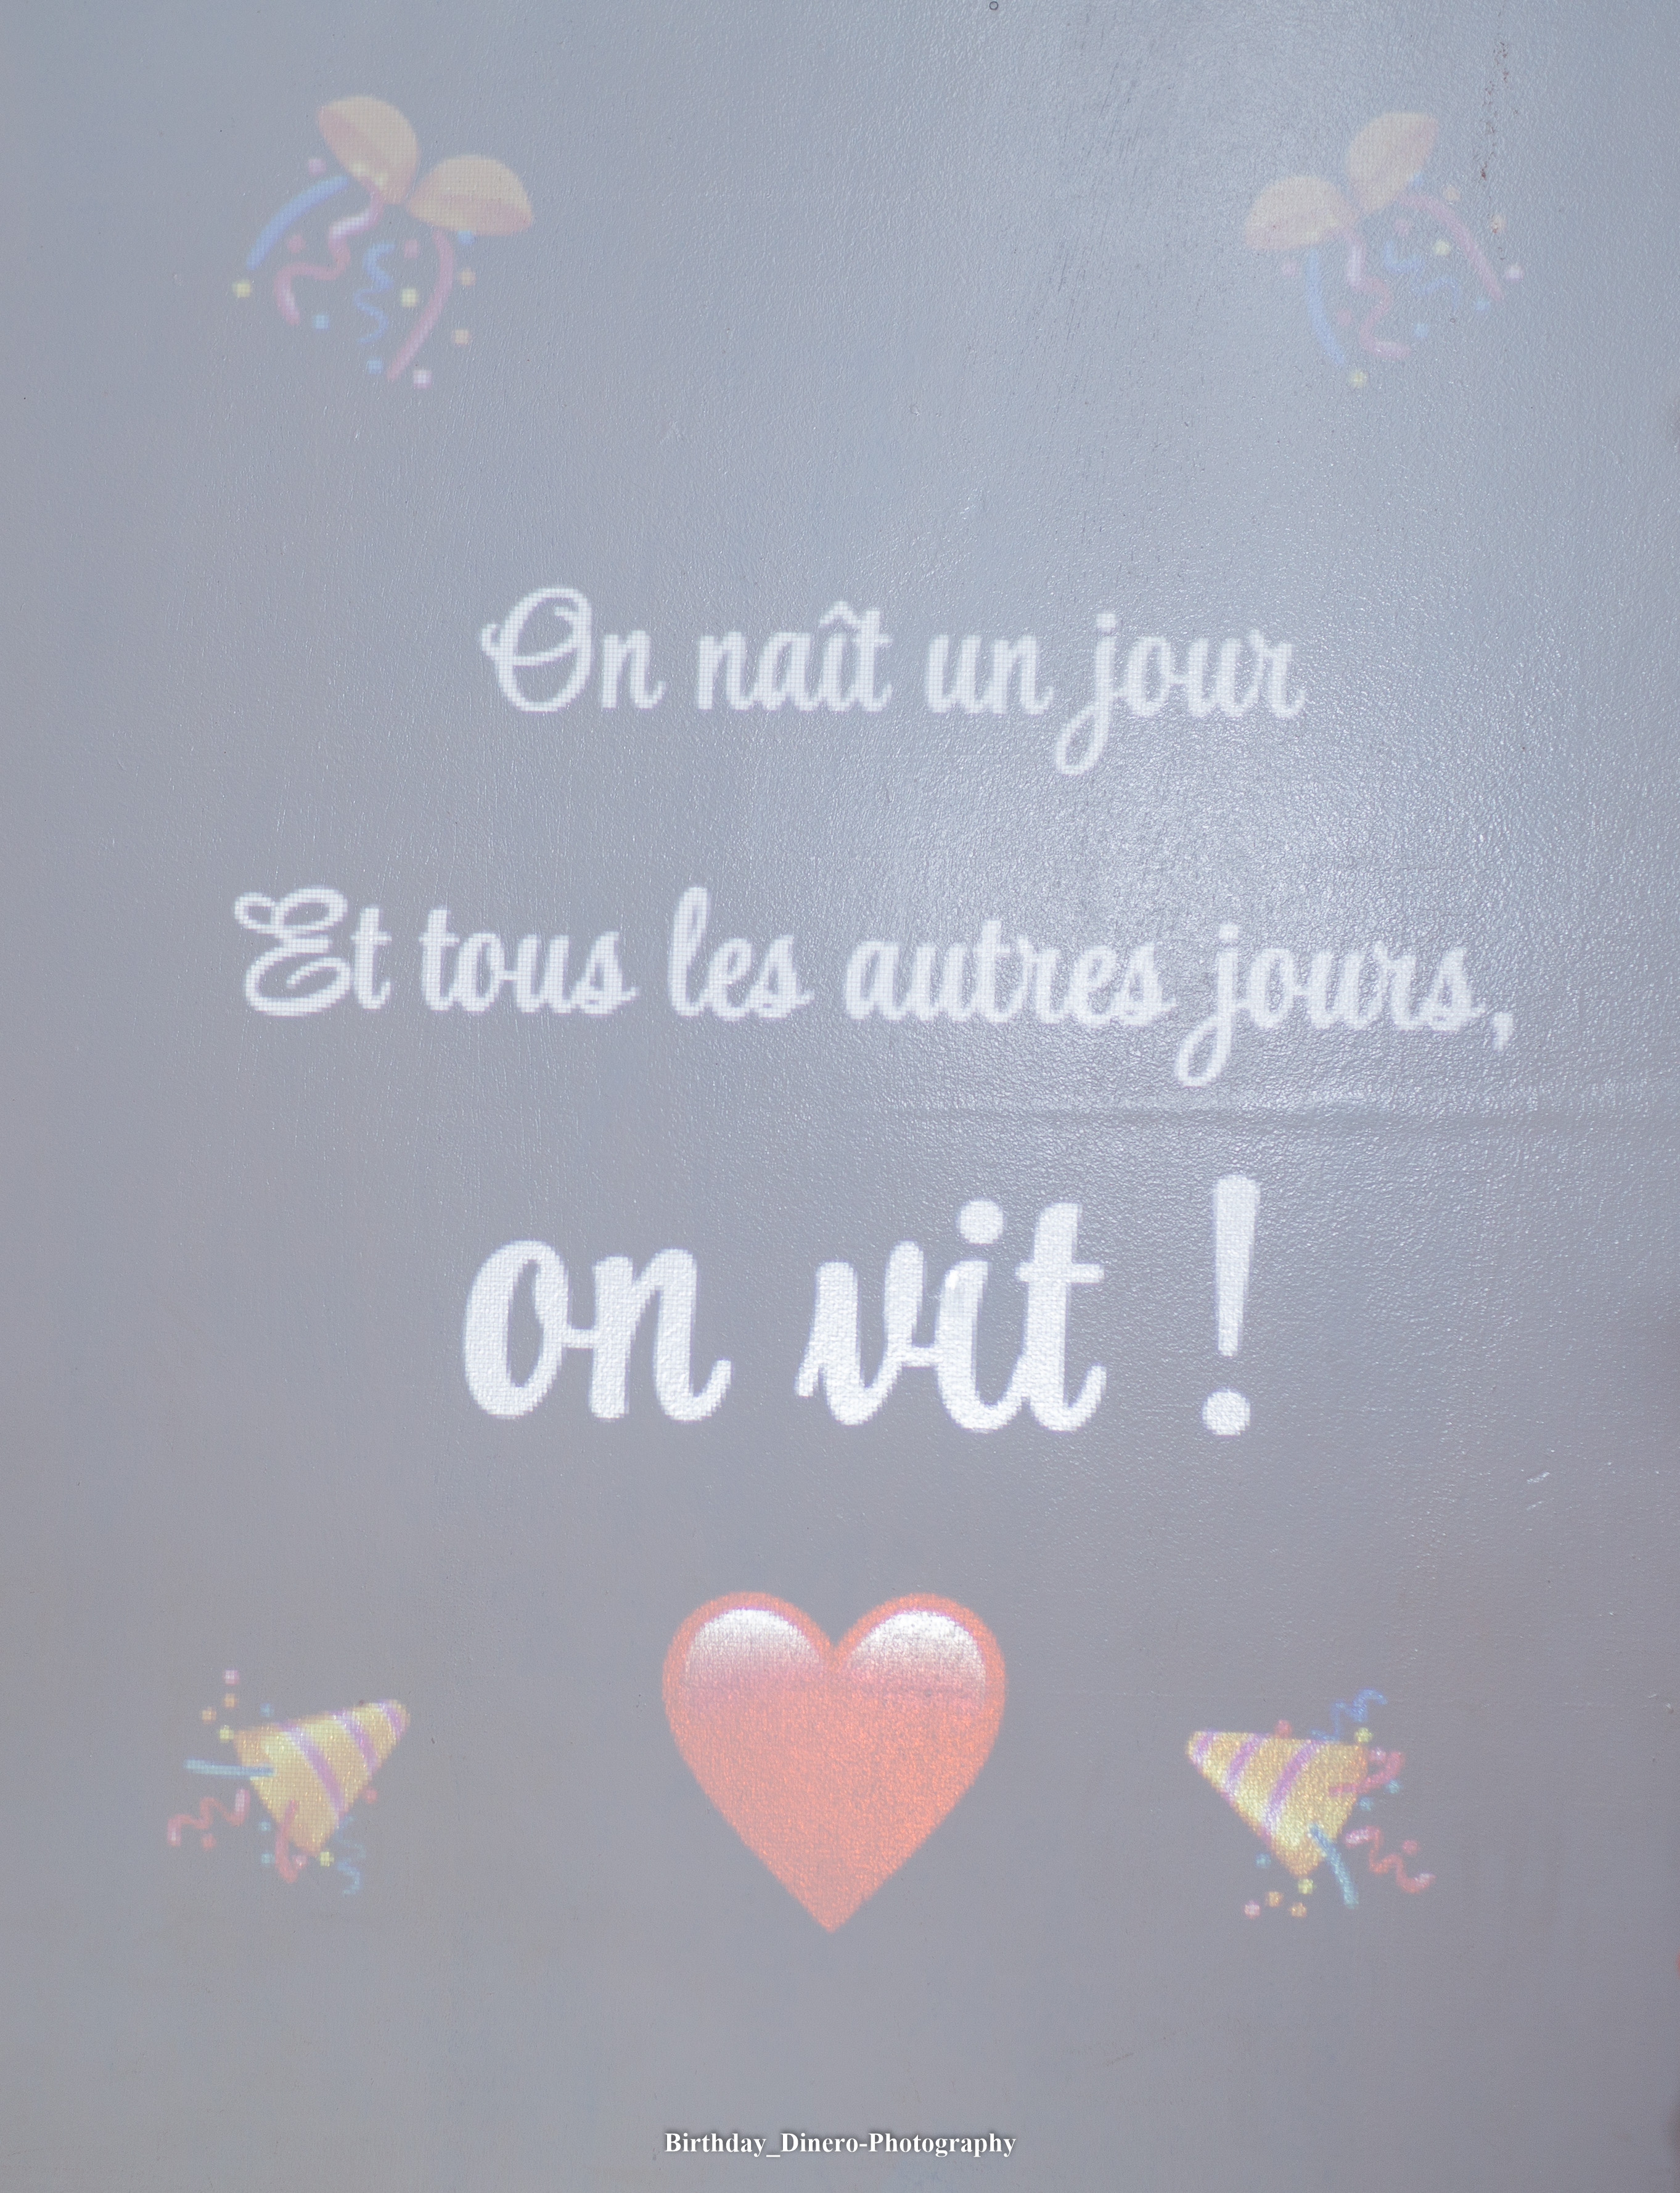 On naît un jour
Et tous les autres jours,
on vit !
Birthday_Dinero-Photography